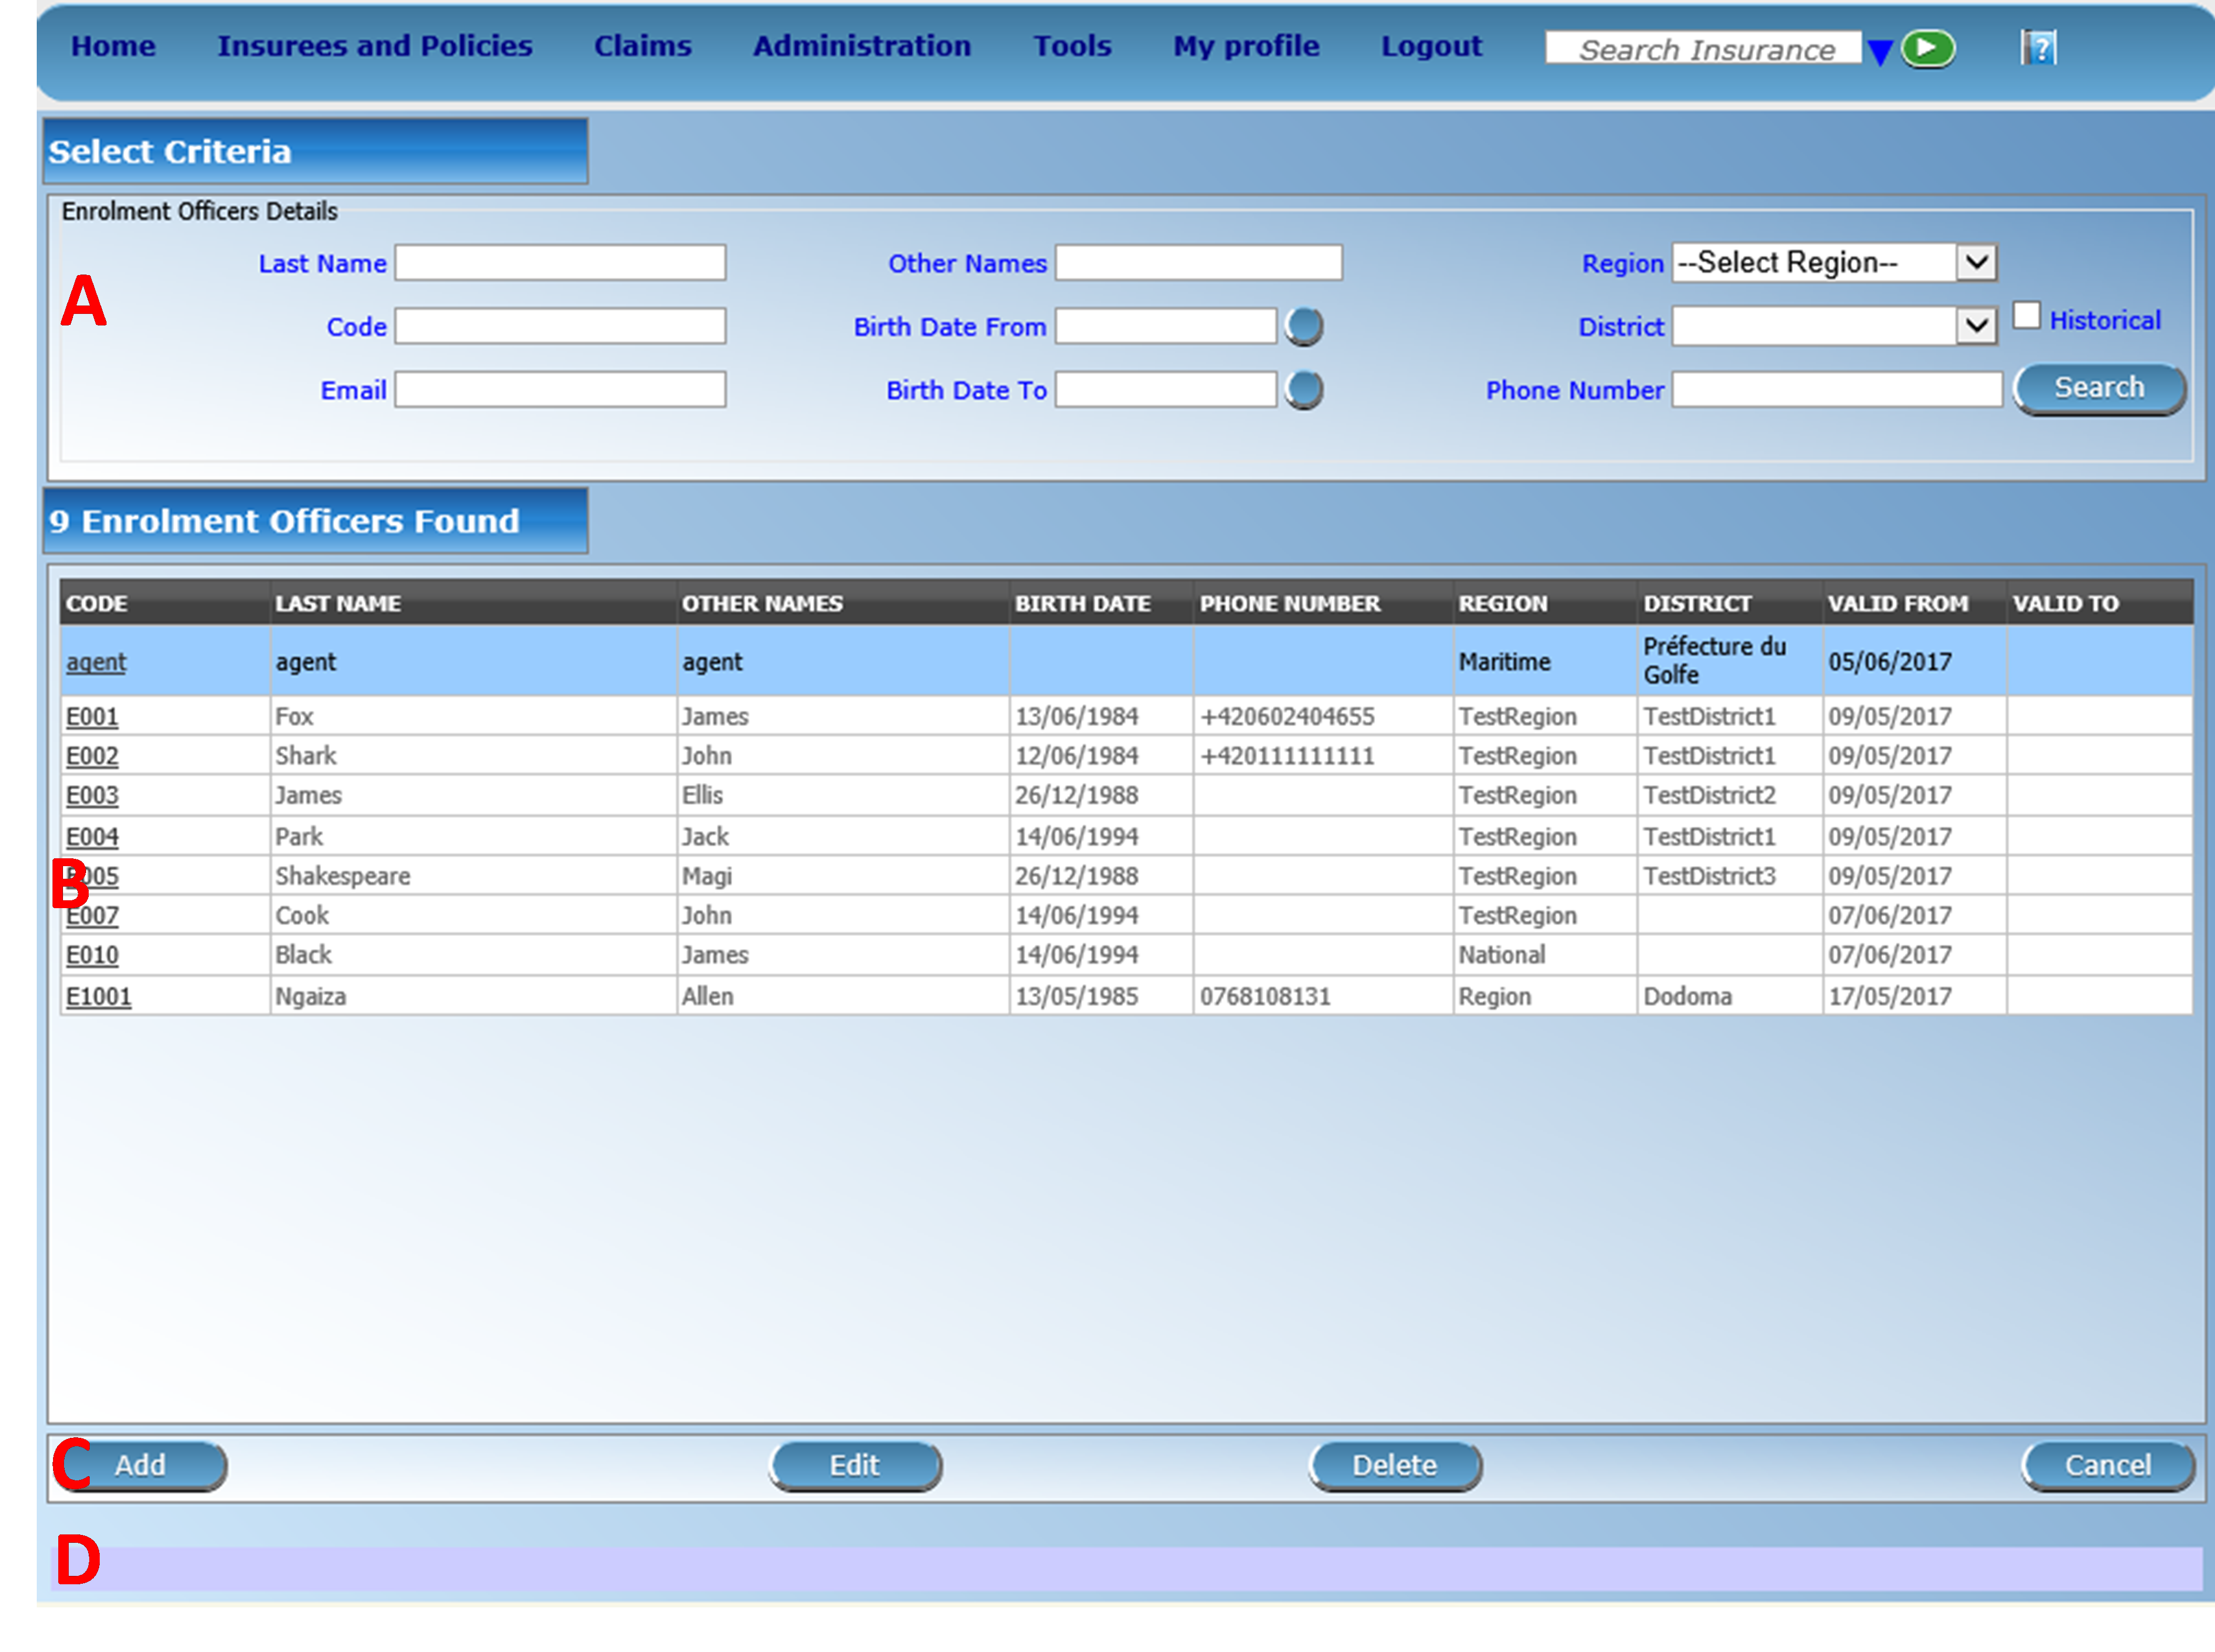 Home Insurees and Policies Claims Administration Tools My profile Logout Search Insurance ?
Select Criteria
Enrolment Officers Details
A
Last Name Other Names Region --Select Region--
Code Birth Date From District Historical
Email Birth Date To Phone Number Search
9 Enrolment Officers Found
CODE LAST NAME OTHER NAMES BIRTH DATE PHONE NUMBER REGION DISTRICT VALID FROM VALID TO
agent agent agent Maritime Préfecture du Golfe 05/06/2017
E001 Fox James 13/06/1984 +420602404655 TestRegion TestDistrict1 09/05/2017
E002 Shark John 12/06/1984 +420111111111 TestRegion TestDistrict1 09/05/2017
E003 James Ellis 26/12/1988 TestRegion TestDistrict2 09/05/2017
E004 Park Jack 14/06/1994 TestRegion TestDistrict1 09/05/2017
B
E005 Shakespeare Magi 26/12/1988 TestRegion TestDistrict3 09/05/2017
E007 Cook John 14/06/1994 TestRegion 07/06/2017
E010 Black James 14/06/1994 National 07/06/2017
E1001 Ngaiza Allen 13/05/1985 0768108131 Region Dodoma 17/05/2017
C
Add Edit Delete Cancel
D